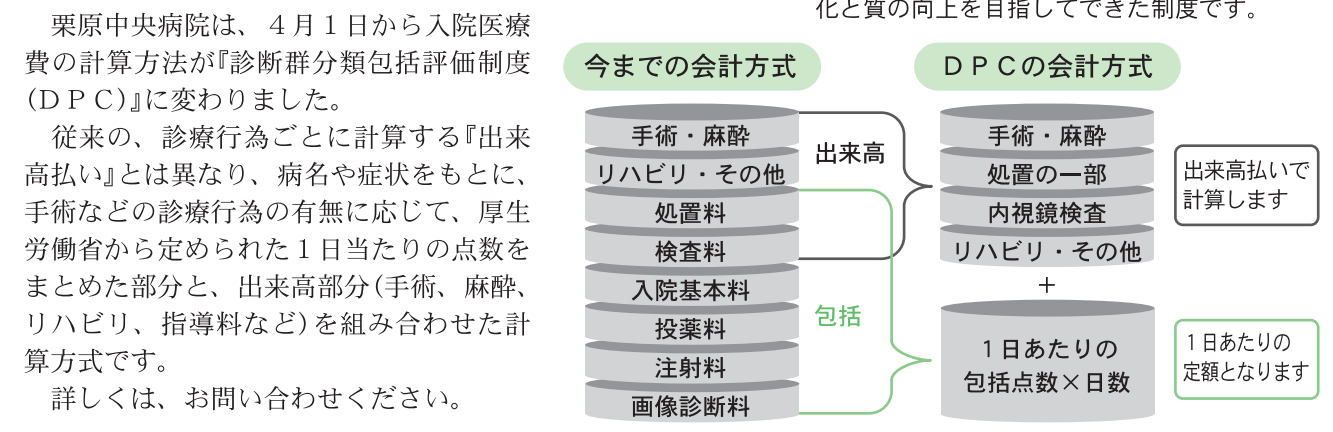 栗原中央病院は、４月１日から入院医療
費の計算方法が『診断群分類包括評価制度
（ＤＰＣ）』に変わりました。
従来の、診療行為ごとに計算する『出来
高払い』とは異なり、病名や症状をもとに、
手術などの診療行為の有無に応じて、厚生
労働省から定められた１日当たりの点数を
まとめた部分と、出来高部分（手術、麻酔、
リハビリ、指導料など）を組み合わせた計
算方式です。
詳しくは、お問い合わせください。
化と質の向上を目指してできた制度です。
今までの会計方式
手術・麻酔
リハビリ・その他
処置料
検査料
入院基本料
投薬料
注射料
画像診断料
出来高
包括
ＤＰＣの会計方式
手術・麻酔
処置の一部
内視鏡検査
リハビリ・その他
＋
１日あたりの
包括点数×日数
出来高払いで
計算します
１日あたりの
定額となります